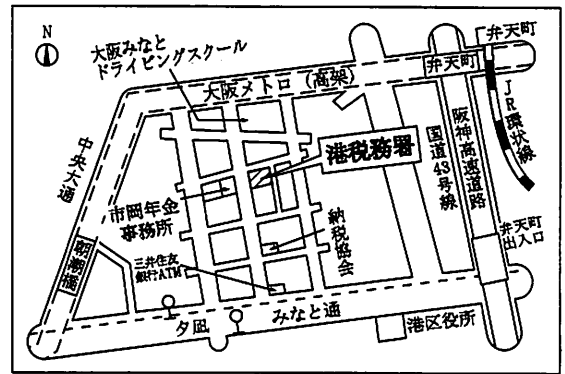 N
大阪みなと
ドライビングスクール
弁天町
大阪メトロ（高架）
弁天町
JR環状線
中央大通
港税務署
阪神高速道路
国道43号線
市岡年金
事務所
納税協会
弁天町
出入口
朝潮橋
三井住友
銀行ATM
夕凪
みなと通
港区役所